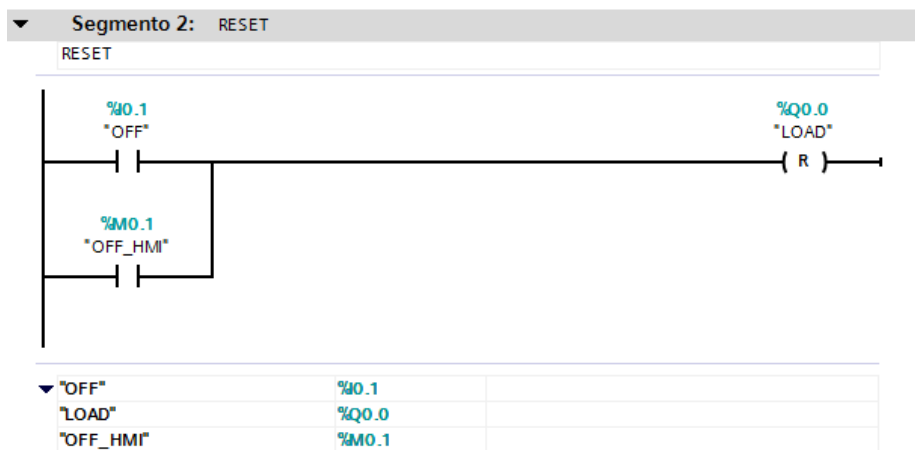 Segmento 2: RESET
RESET
%I0.1
"OFF"
%Q0.0
"LOAD"
R
%M0.1
"OFF_HMI"
"OFF" %I0.1
"LOAD" %Q0.0
"OFF_HMI" %M0.1